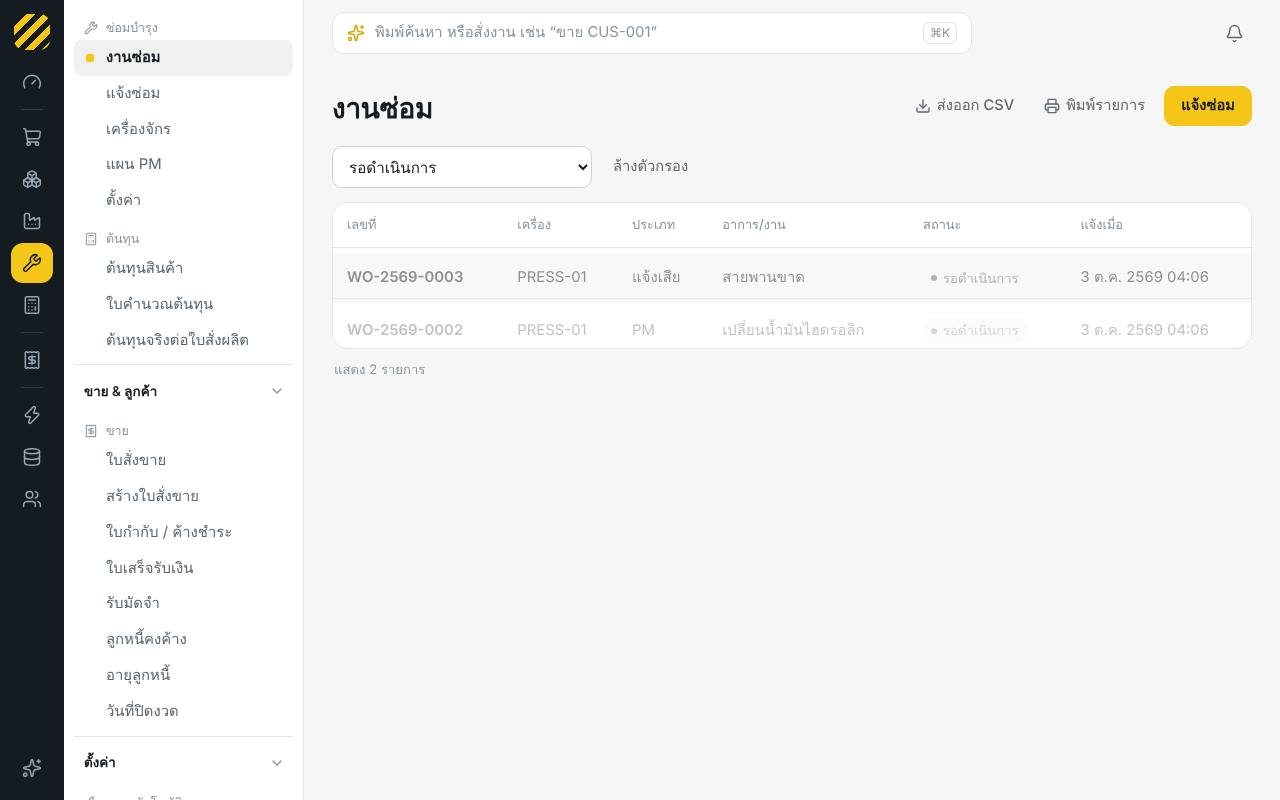 ซ่อมบำรุง
งานซ่อม
แจ้งซ่อม
เครื่องจักร
แผน PM
ตั้งค่า
ต้นทุน
ต้นทุนสินค้า
ใบคำนวณต้นทุน
ต้นทุนจริงต่อใบสั่งผลิต
ขาย & ลูกค้า
ขาย
ใบสั่งขาย
สร้างใบสั่งขาย
ใบกำกับ / ค้างชำระ
ใบเสร็จรับเงิน
รับมัดจำ
ลูกหนี้คงค้าง
อายุลูกหนี้
วันที่ปิดงวด
ตั้งค่า
พิมพ์ค้นหา หรือสั่งงาน เช่น “ขาย CUS-001” ⌘K
งานซ่อม
ส่งออก CSV พิมพ์รายการ แจ้งซ่อม
รอดำเนินการ ล้างตัวกรอง
เลขที่ เครื่อง ประเภท อาการ/งาน สถานะ แจ้งเมื่อ
WO-2569-0003 PRESS-01 แจ้งเสีย สายพานขาด รอดำเนินการ 3 ต.ค. 2569 04:06
WO-2569-0002 PRESS-01 PM เปลี่ยนน้ำมันไฮดรอลิก รอดำเนินการ 3 ต.ค. 2569 04:06
แสดง 2 รายการ